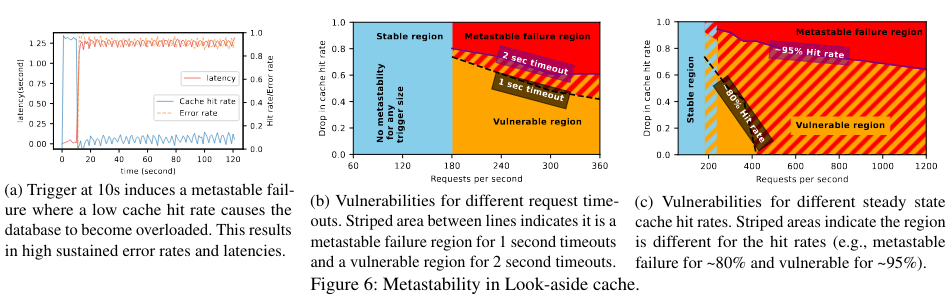 1.25
1.00
0.75
0.50
0.25
0.00
latency(second)
1.0
0.8
0.6
0.4
0.2
0.0
Hit rate/Error rate
latency
Cache hit rate
Error rate
0 20 40 60 80 100 120
time (second)
(a) Trigger at 10s induces a metastable fail-
ure where a low cache hit rate causes the
database to become overloaded. This results
in high sustained error rates and latencies.
1.0
0.8
0.6
0.4
0.2
0.0
Drop in cache hit rate
Stable region
Metastable failure region
2 sec timeout
1 sec timeout
No metastability
for any
trigger size
Vulnerable region
60 120 180 240 300 360
Requests per second
(b) Vulnerabilities for different request time-
outs. Striped area between lines indicates it is a
metastable failure region for 1 second timeouts
and a vulnerable region for 2 second timeouts.
1.0
0.8
0.6
0.4
0.2
0.0
Drop in cache hit rate
Metastable failure region
~95% Hit rate
Stable region
~80% Hit rate
Vulnerable region
200 400 600 800 1000 1200
Requests per second
(c) Vulnerabilities for different steady state
cache hit rates. Striped areas indicate the region
is different for the hit rates (e.g., metastable
failure for ~80% and vulnerable for ~95%).
Figure 6: Metastability in Look-aside cache.